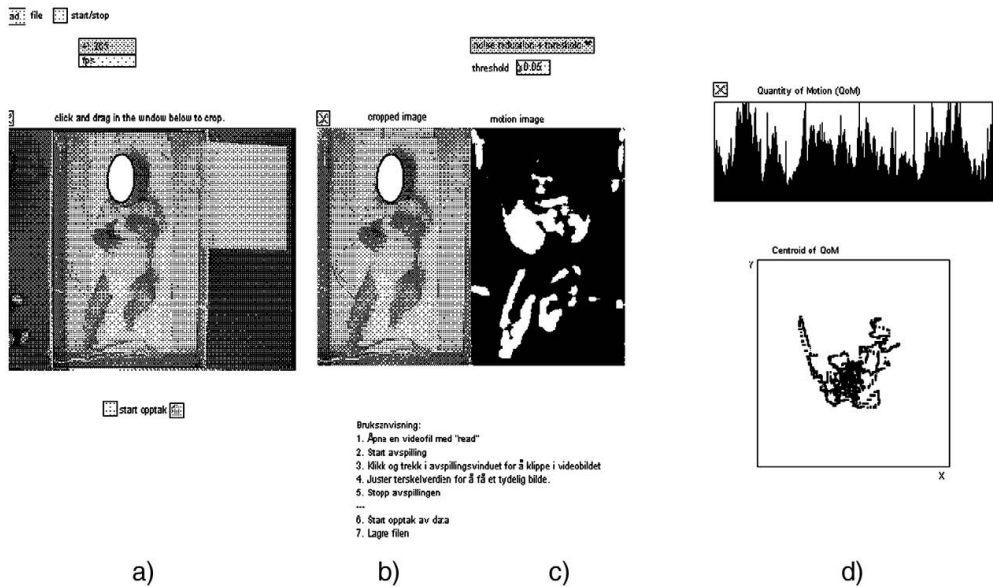 ad. file start/stop
fps
noise reduction + threshold
threshold 0.05
click and drag in the window below to crop.
cropped image
motion image
Quantity of Motion (QoM)
Centroid of QoM
Y
X
start opptak
Bruksanvisning:
1. Åpne en videofil med "read"
2. Start avspilling
3. Klikk og trekk i avspillingsvinduet for å klippe i videobildet
4. Juster terskelverdien for å få et tydelig bilde.
5. Stopp avspillingen
---
6. Start opptak av data
7. Lagre filen
a)
b)
c)
d)